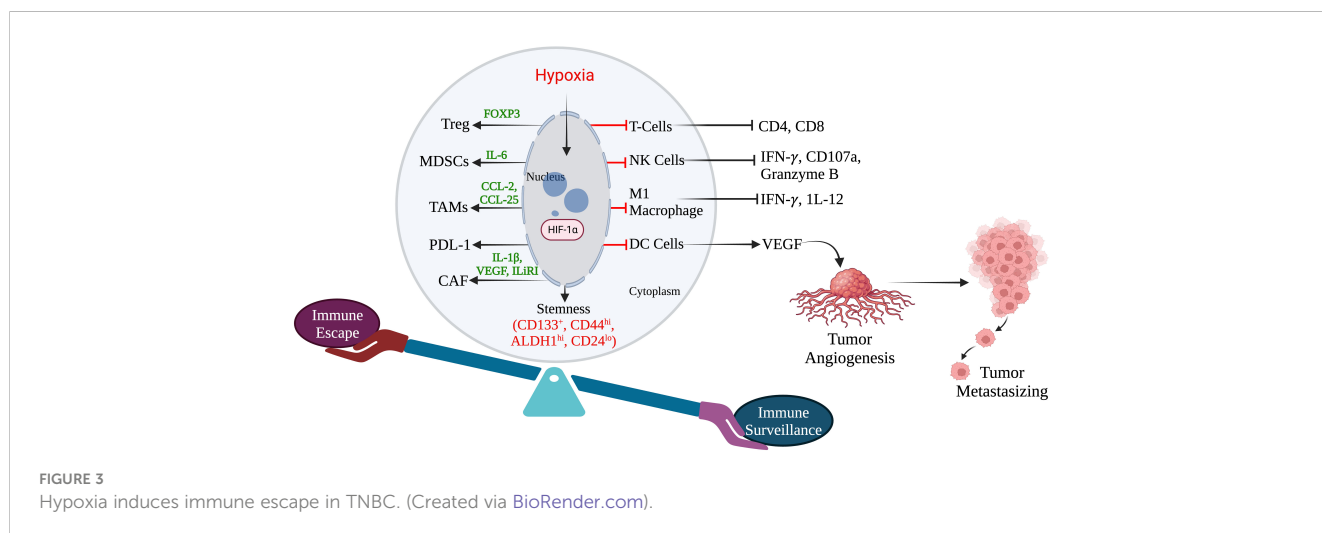 Hypoxia
FOXP3
Treg
T-Cells
CD4, CD8
IL-6
MDSCs
NK Cells
IFN-γ, CD107a,
Granzyme B
Nucleus
CCL-2,
CCL-25
TAMs
M1
Macrophage
IFN-γ, 1L-12
HIF-1α
PDL-1
DC Cells
VEGF
IL-1β,
VEGF, ILiRI
CAF
Cytoplasm
Stemness
(CD133⁺, CD44ʰⁱ,
ALDH1ʰⁱ, CD24ˡᵒ)
Immune
Escape
Tumor
Angiogenesis
Tumor
Metastasizing
Immune
Surveillance
FIGURE 3
Hypoxia induces immune escape in TNBC. (Created via BioRender.com).